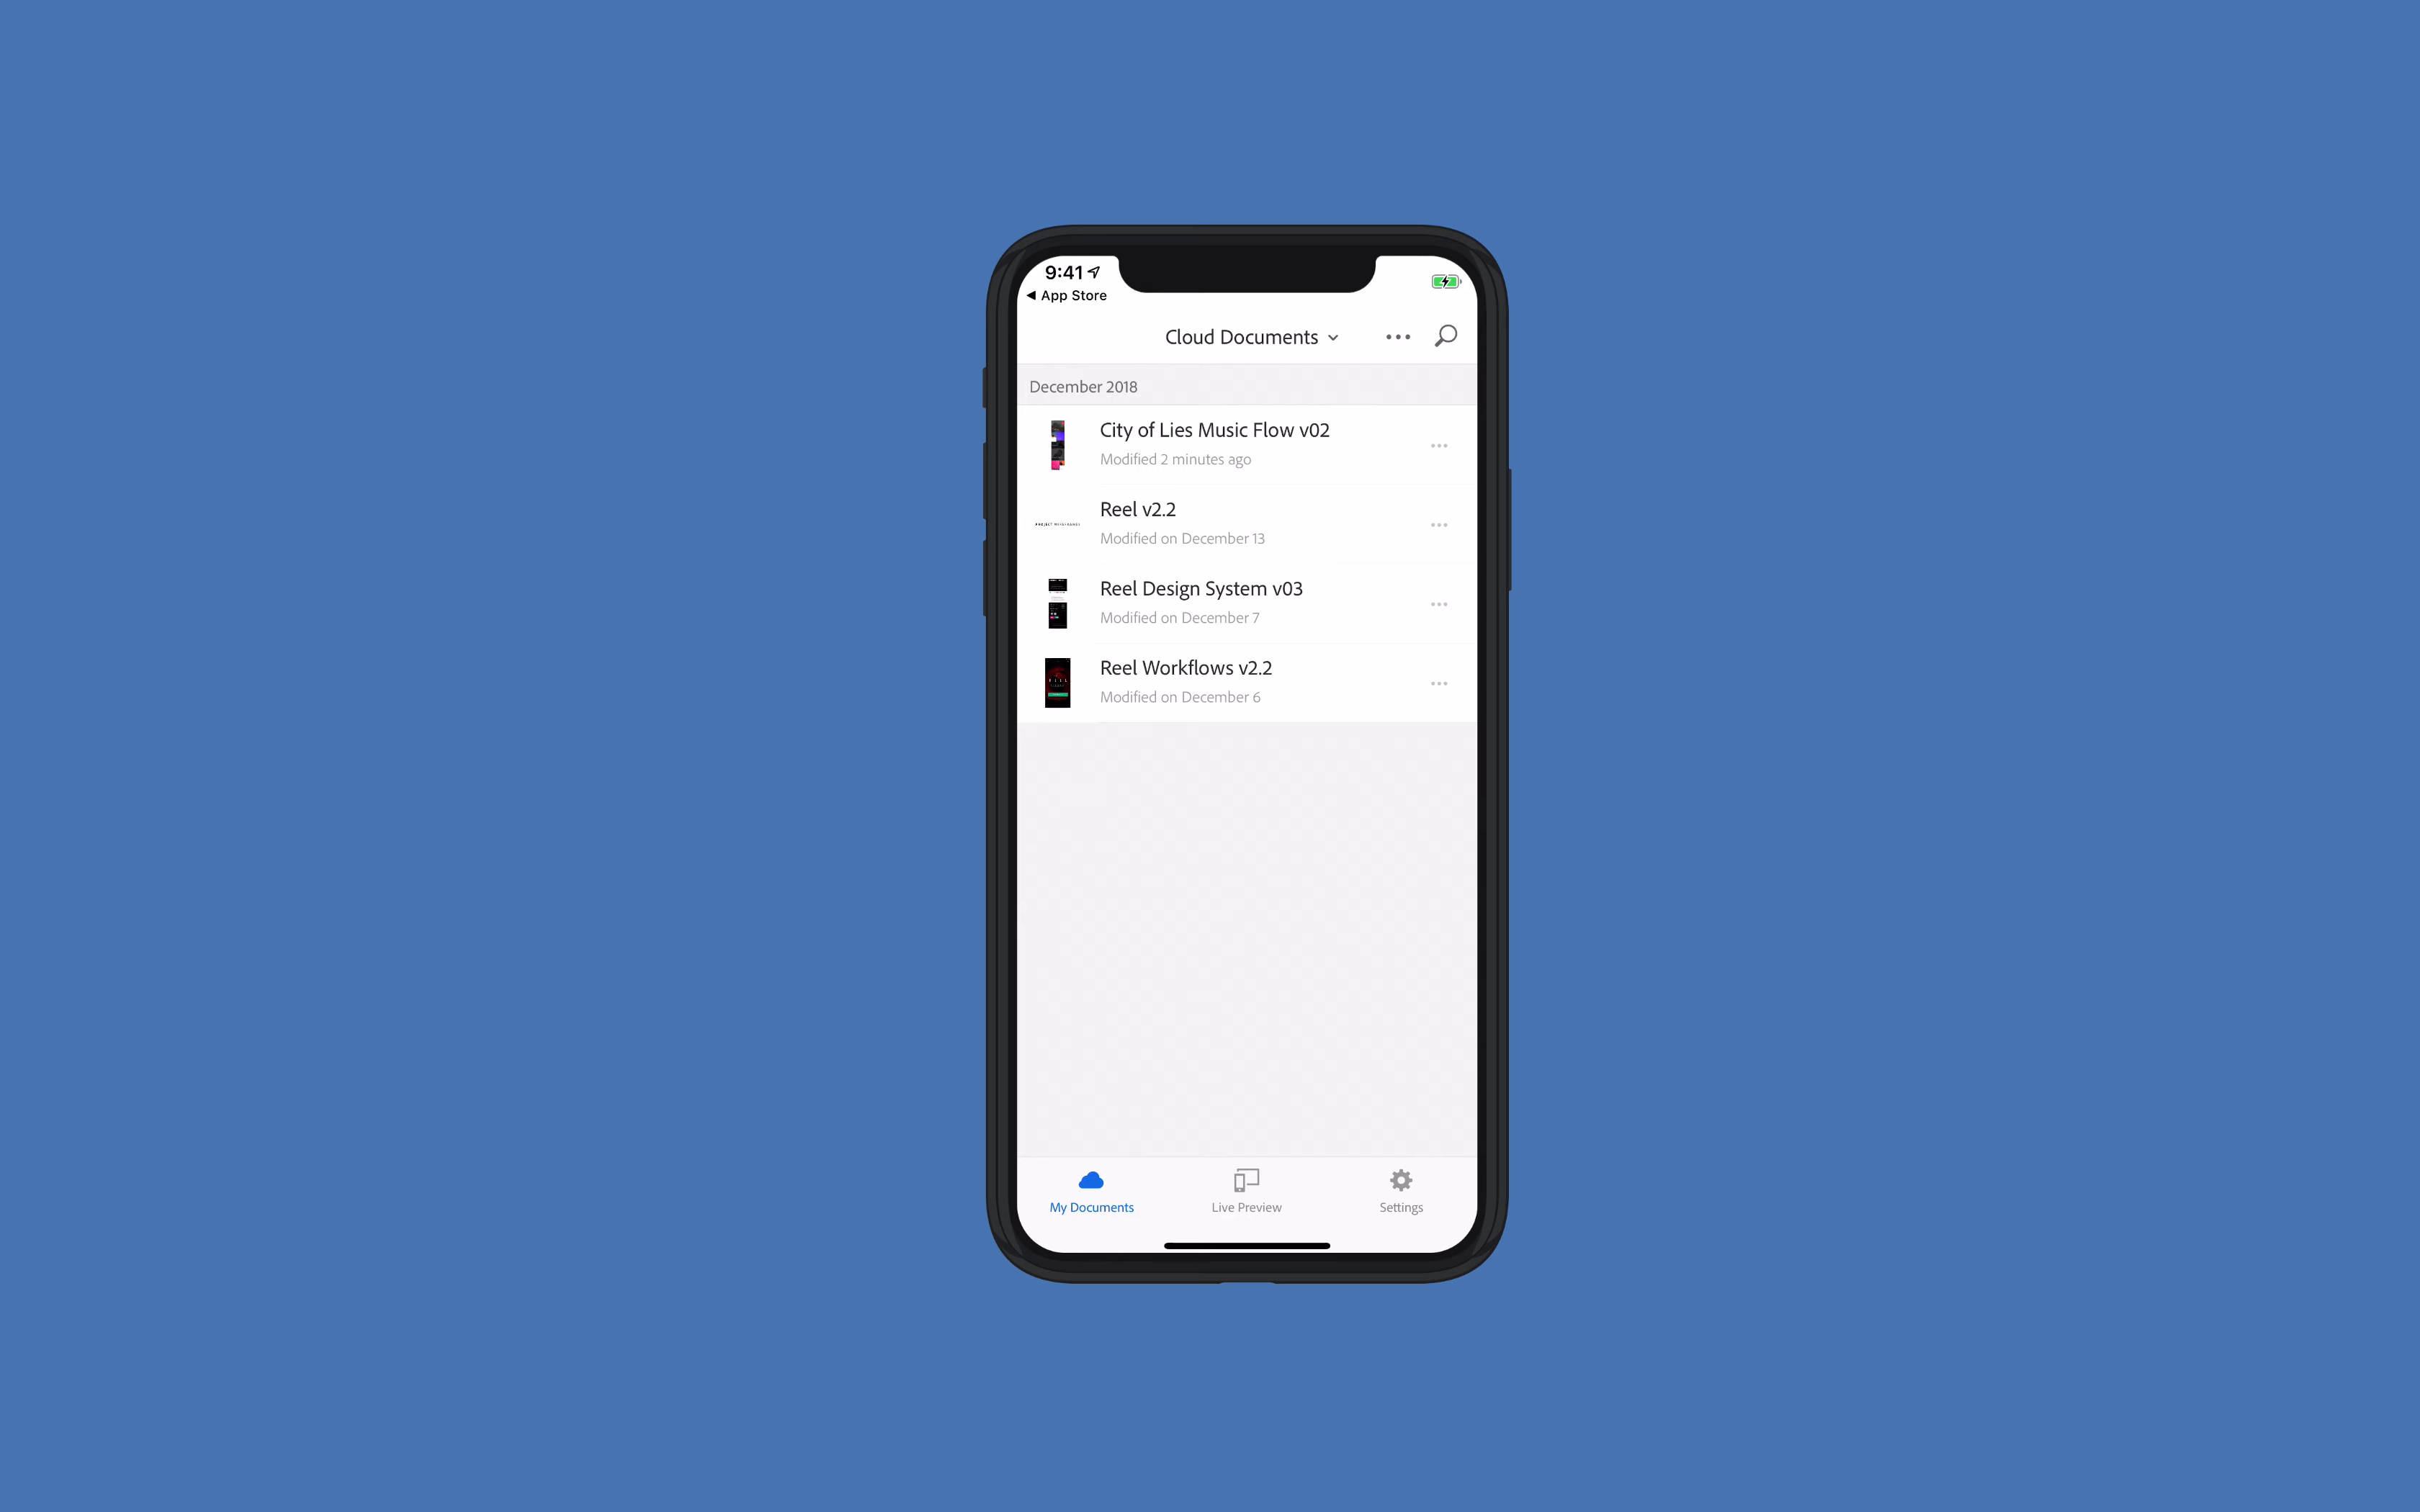 9:41
App Store
Cloud Documents
December 2018
City of Lies Music Flow v02
Modified 2 minutes ago
Reel v2.2
Modified on December 13
Reel Design System v03
Modified on December 7
Reel Workflows v2.2
Modified on December 6
My Documents
Live Preview
Settings